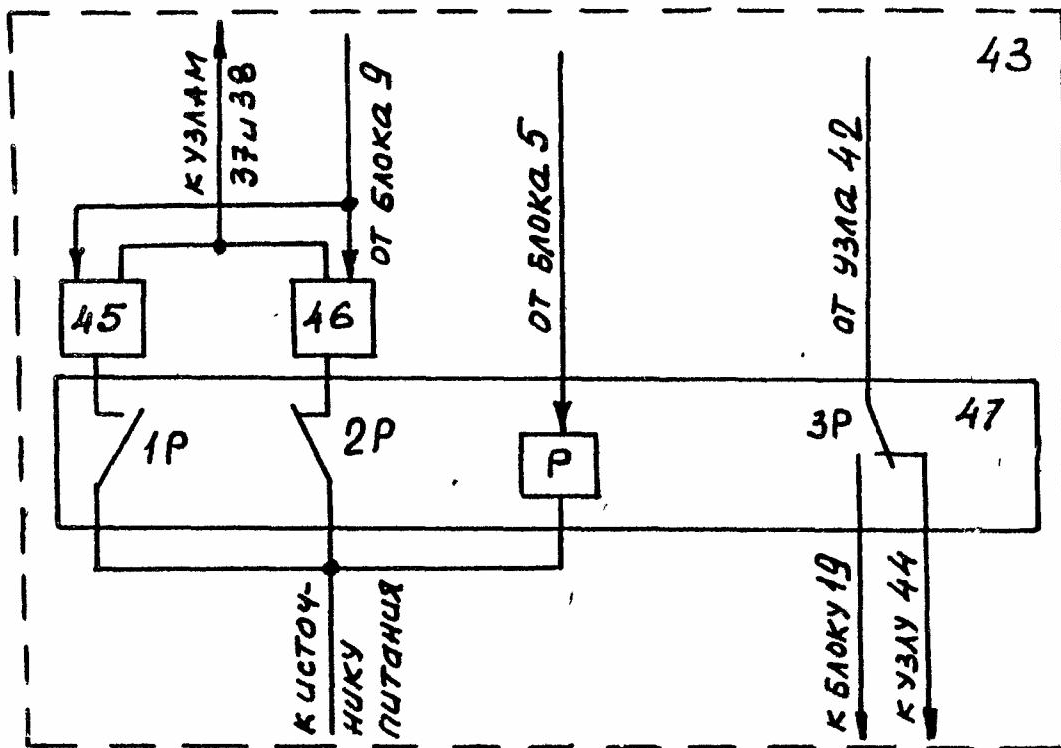 43
К УЗЛАМ
37 и 38
ОТ БЛОКА 9
ОТ БЛОКА 5
ОТ УЗЛА 42
45
46
1Р
2Р
Р
3Р
47
К ИСТОЧ-
НИКУ
ПИТАНИЯ
К БЛОКУ 19
К УЗЛУ 44